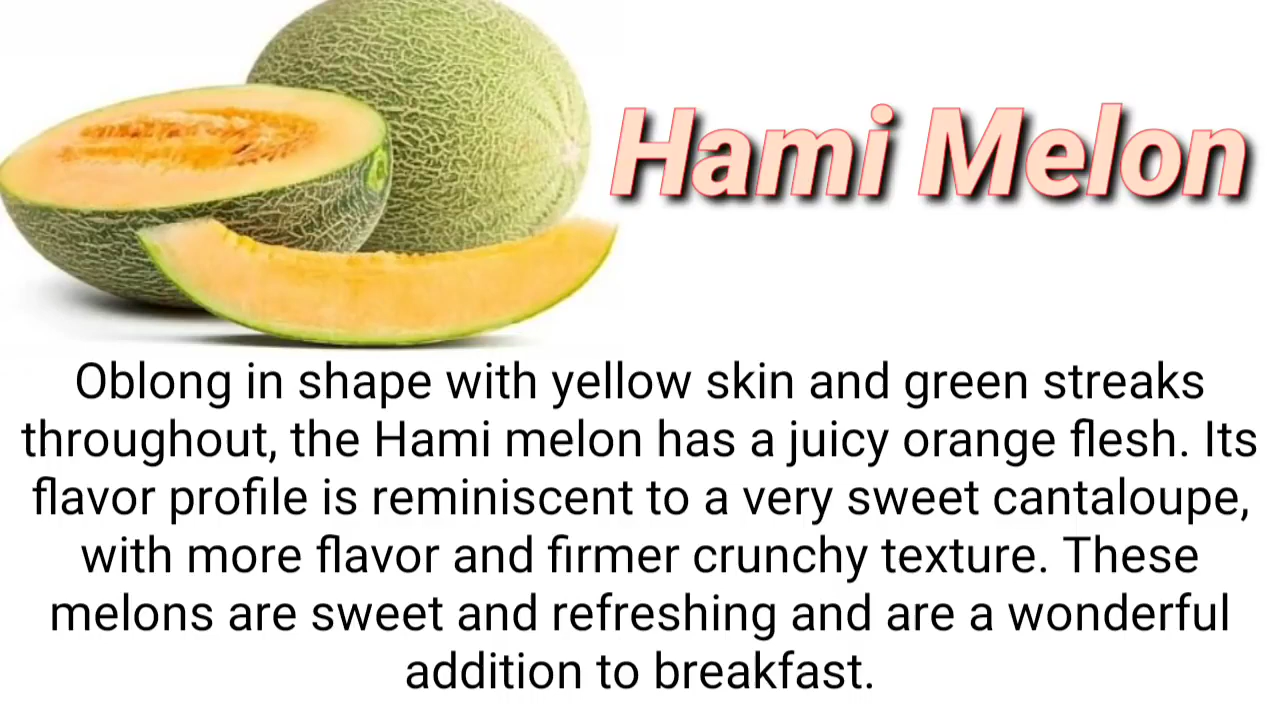 Hami Melon
Oblong in shape with yellow skin and green streaks
throughout, the Hami melon has a juicy orange flesh. Its
flavor profile is reminiscent to a very sweet cantaloupe,
with more flavor and firmer crunchy texture. These
melons are sweet and refreshing and are a wonderful
addition to breakfast.